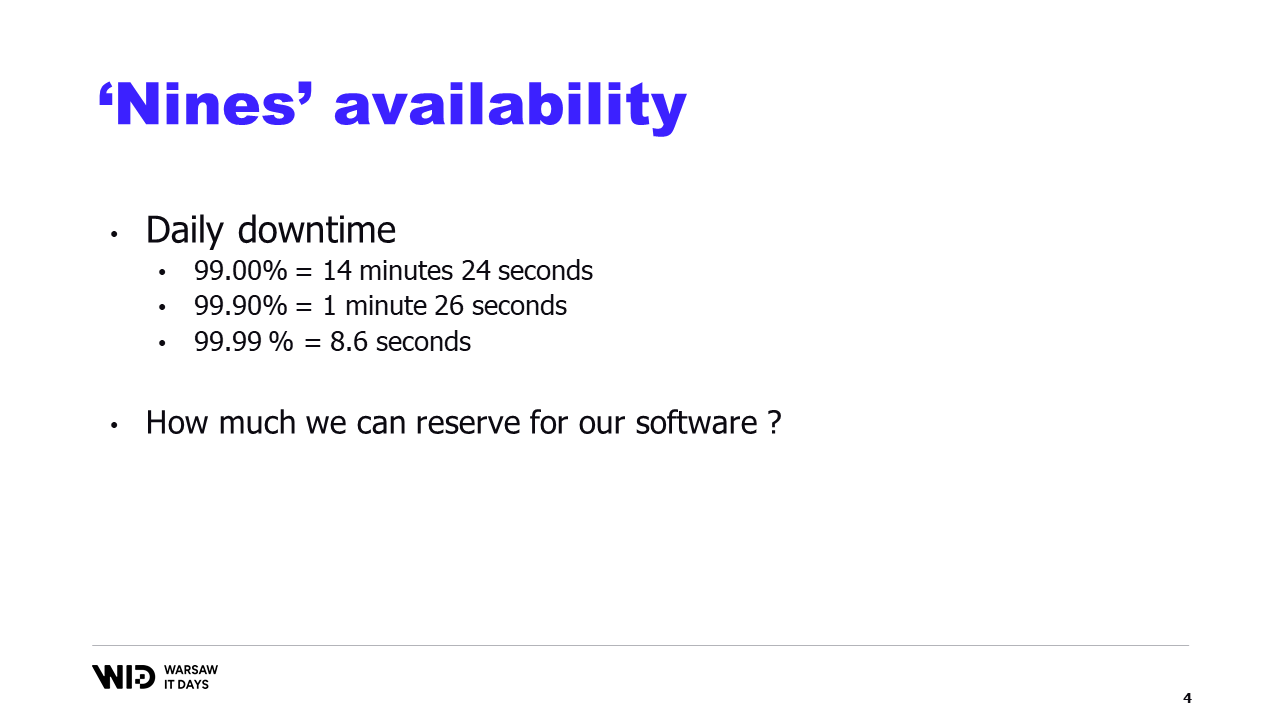 ‘Nines’ availability
• Daily downtime
• 99.00% = 14 minutes 24 seconds
• 99.90% = 1 minute 26 seconds
• 99.99 % = 8.6 seconds
• How much we can reserve for our software ?
WID WARSAW
IT DAYS
4